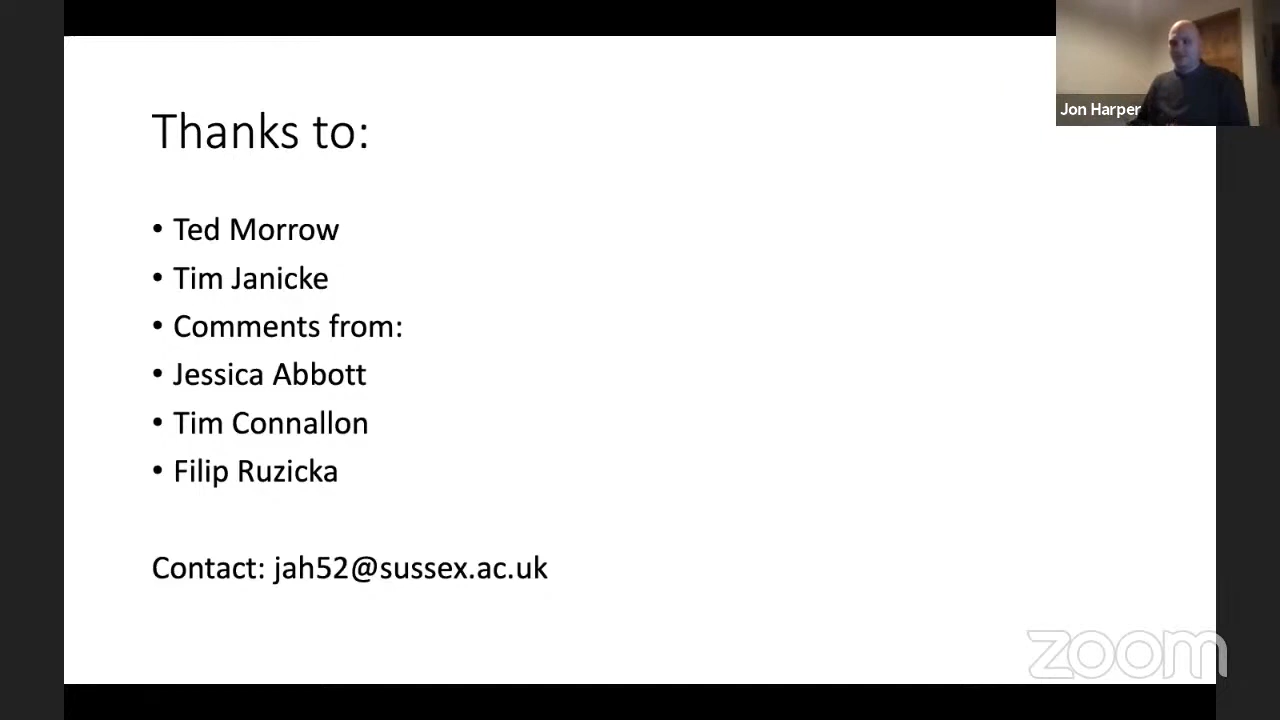 Jon Harper
Thanks to:
• Ted Morrow
• Tim Janicke
• Comments from:
• Jessica Abbott
• Tim Connallon
• Filip Ruzicka
Contact: jah52@sussex.ac.uk
zoom